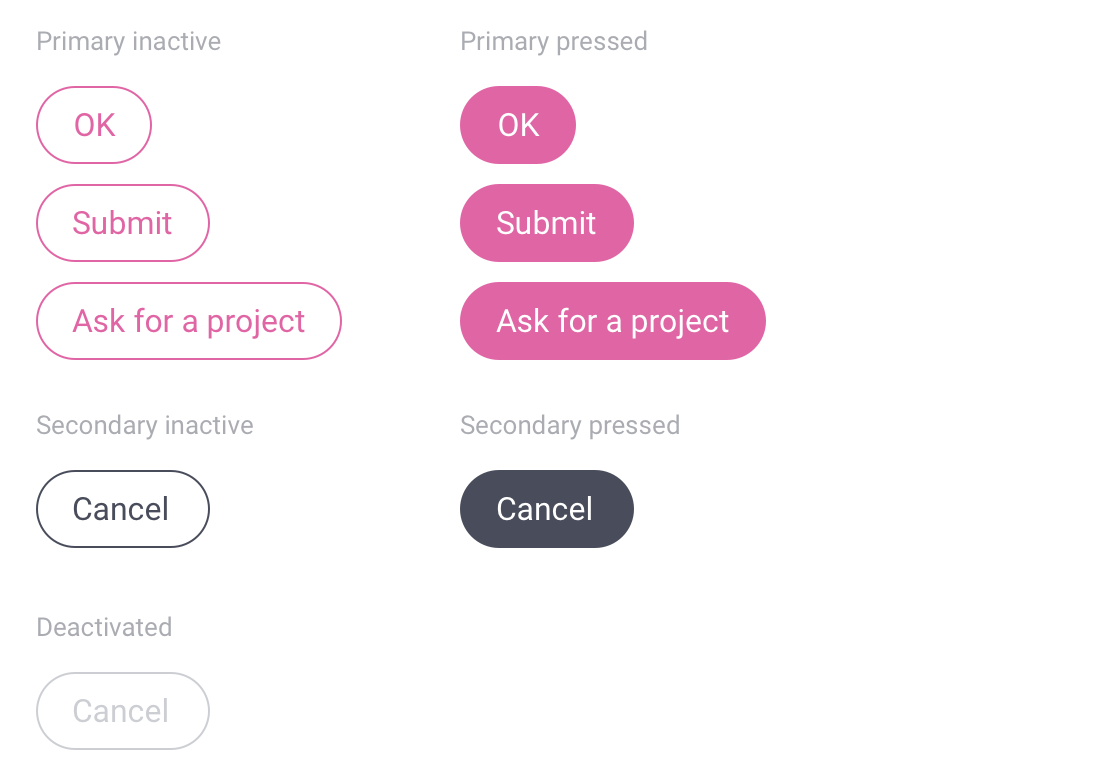 Primary inactive
Primary pressed
OK
OK
Submit
Submit
Ask for a project
Ask for a project
Secondary inactive
Secondary pressed
Cancel
Cancel
Deactivated
Cancel